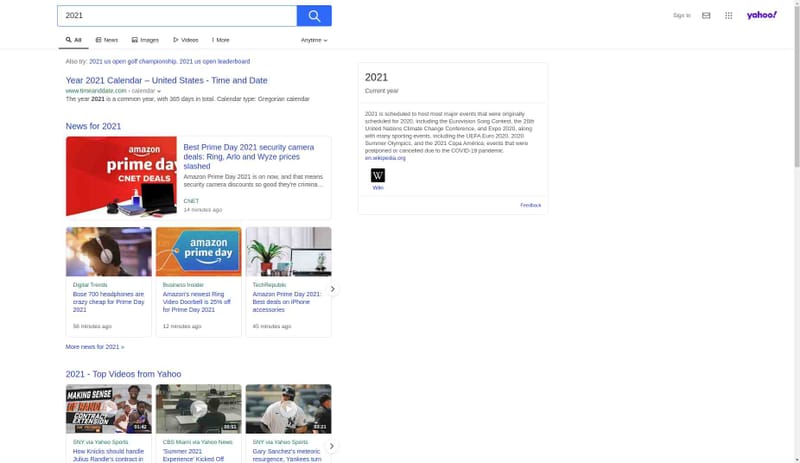 2021
Sign in
yahoo!
All
News
Images
Videos
More
Anytime
Also try: 2021 us open golf championship, 2021 us open leaderboard
Year 2021 Calendar – United States - Time and Date
www.timeanddate.com › calendar
The year 2021 is a common year, with 365 days in total. Calendar type: Gregorian calendar
News for 2021
amazon
prime day
CNET DEALS
Best Prime Day 2021 security camera
deals: Ring, Arlo and Wyze prices
slashed
Amazon Prime Day 2021 is on now, and that means
security camera discounts so good they're crimina…
CNET
14 minutes ago
amazon
prime day
Digital Trends
Bose 700 headphones are
crazy cheap for Prime Day
2021
56 minutes ago
Business Insider
Amazon's newest Ring
Video Doorbell is 25% off
for Prime Day 2021
12 minutes ago
TechRepublic
Amazon Prime Day 2021:
Best deals on iPhone
accessories
45 minutes ago
More news for 2021 »
2021 - Top Videos from Yahoo
MAKING SENSE
OF RANDLE
CONTRACT
EXTENSION
01:42
00:51
00:21
SNY via Yahoo Sports
How Knicks should handle
Julius Randle's contract in
CBS Miami via Yahoo News
'Summer 2021
Experience' Kicked Off
SNY via Yahoo Sports
Gary Sanchez's meteoric
resurgence, Yankees turn
2021
Current year
2021 is scheduled to host most major events that were originally
scheduled for 2020, including the Eurovision Song Contest, the 26th
United Nations Climate Change Conference, and Expo 2020, along
with many sporting events, including the UEFA Euro 2020, 2020
Summer Olympics, and the 2021 Copa América: events that were
postponed or cancelled due to the COVID-19 pandemic.
en.wikipedia.org
W
Wiki
Feedback